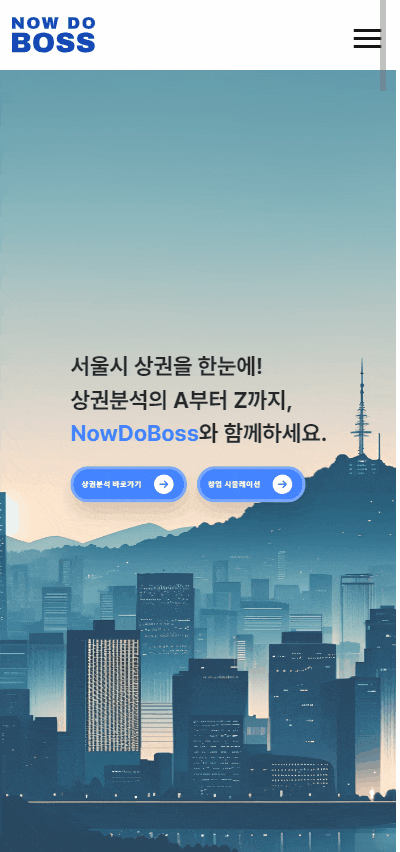 NOW DO
BOSS
서울시 상권을 한눈에!
상권분석의 A부터 Z까지,
NowDoBoss와 함께하세요.
상권분석 바로가기
창업 시뮬레이션